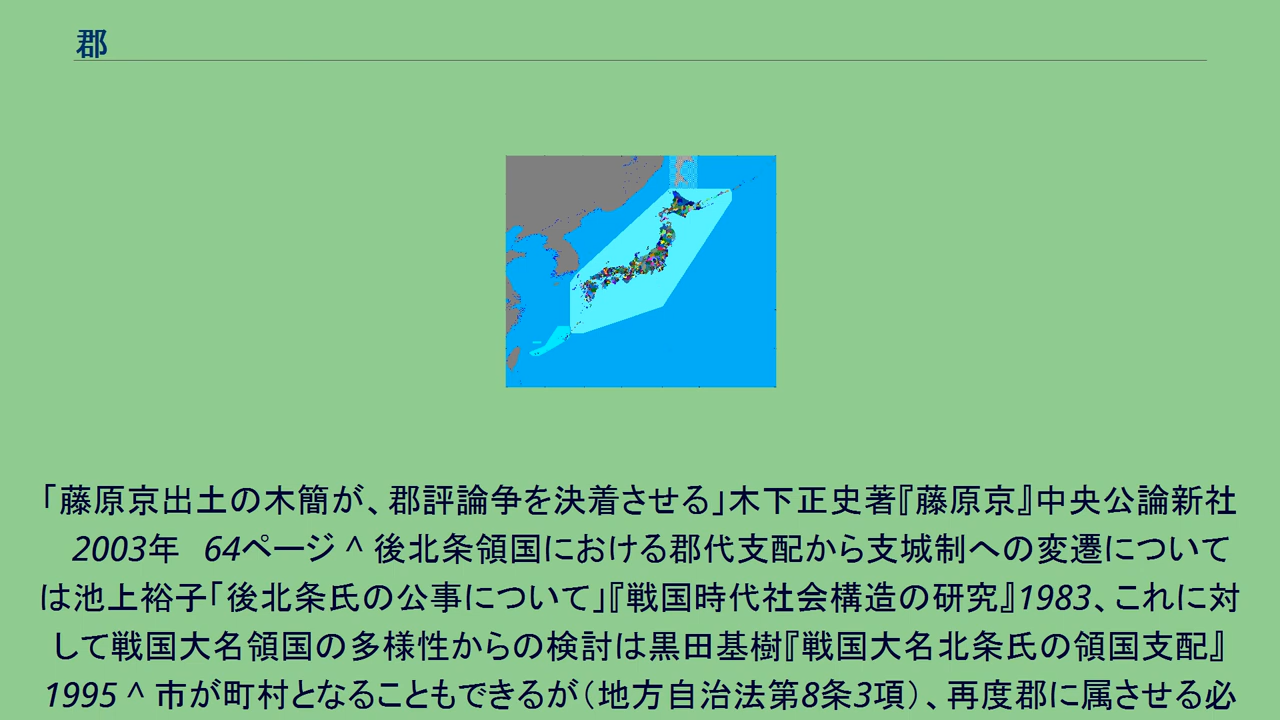 郡
「藤原京出土の木簡が、郡評論争を決着させる」木下正史著『藤原京』中央公論新社
2003年 64ページ ^ 後北条領国における郡代支配から支城制への変遷について
は池上裕子「後北条氏の公事について」『戦国時代社会構造の研究』1983、これに対
して戦国大名領国の多様性からの検討は黒田基樹『戦国大名北条氏の領国支配』
1995 ^ 市が町村となることもできるが（地方自治法第8条3項）、再度郡に属させる必